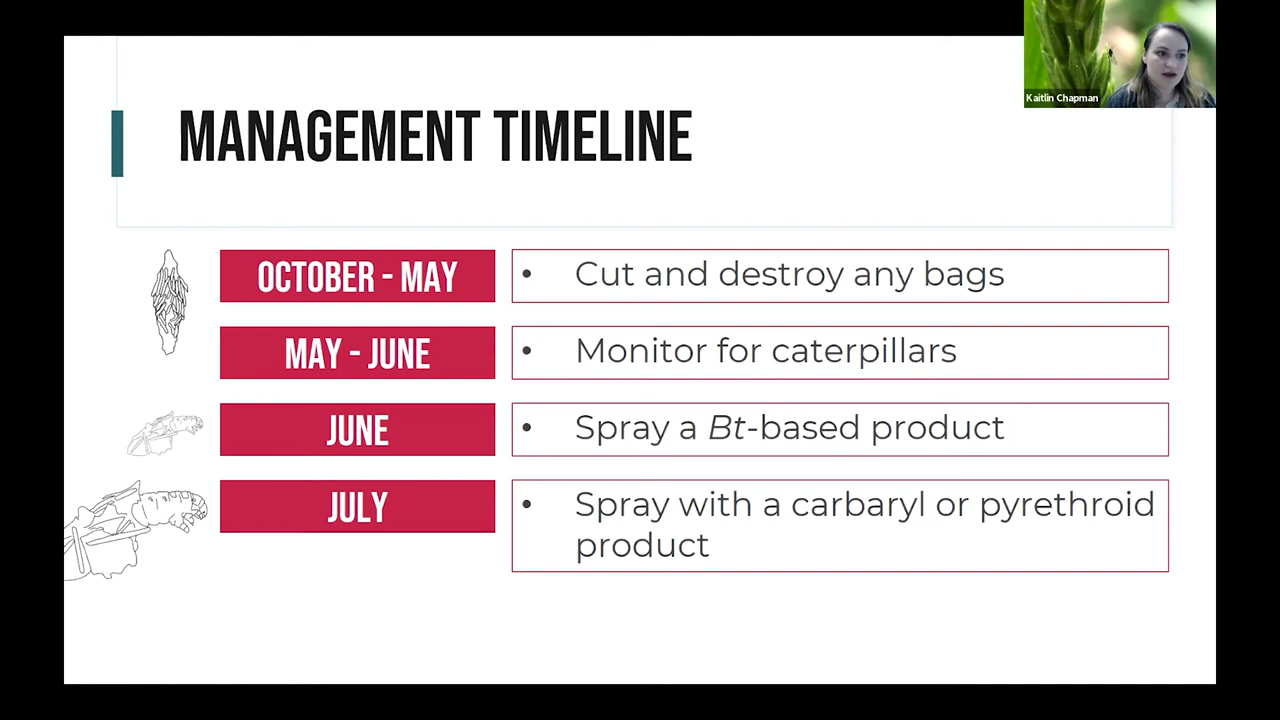 Kaitlin Chapman
MANAGEMENT TIMELINE
OCTOBER - MAY
• Cut and destroy any bags
MAY - JUNE
• Monitor for caterpillars
JUNE
• Spray a Bt-based product
JULY
• Spray with a carbaryl or pyrethroid
product